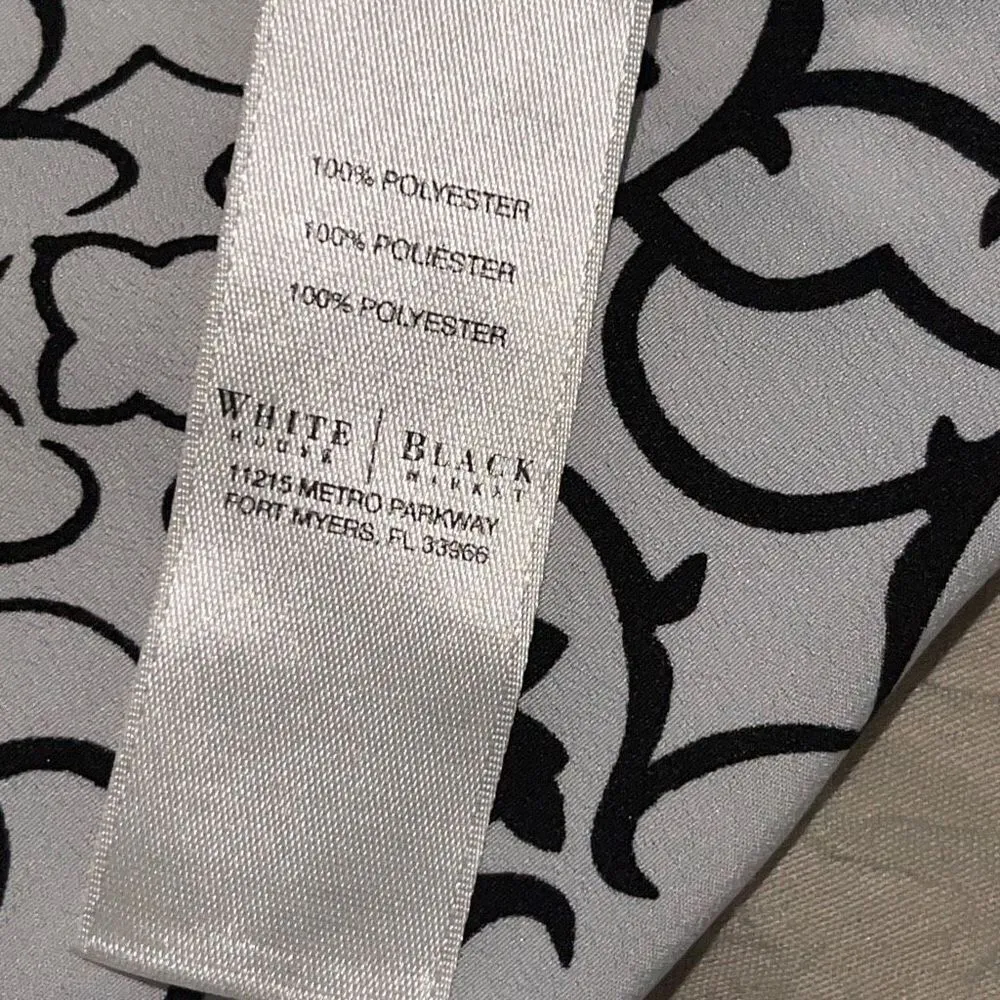 100% POLYESTER
100% POLIESTER
100% POLYESTER
WHITE | BLACK
HOUSE MARKET
11215 METRO PARKWAY
FORT MYERS, FL 33966